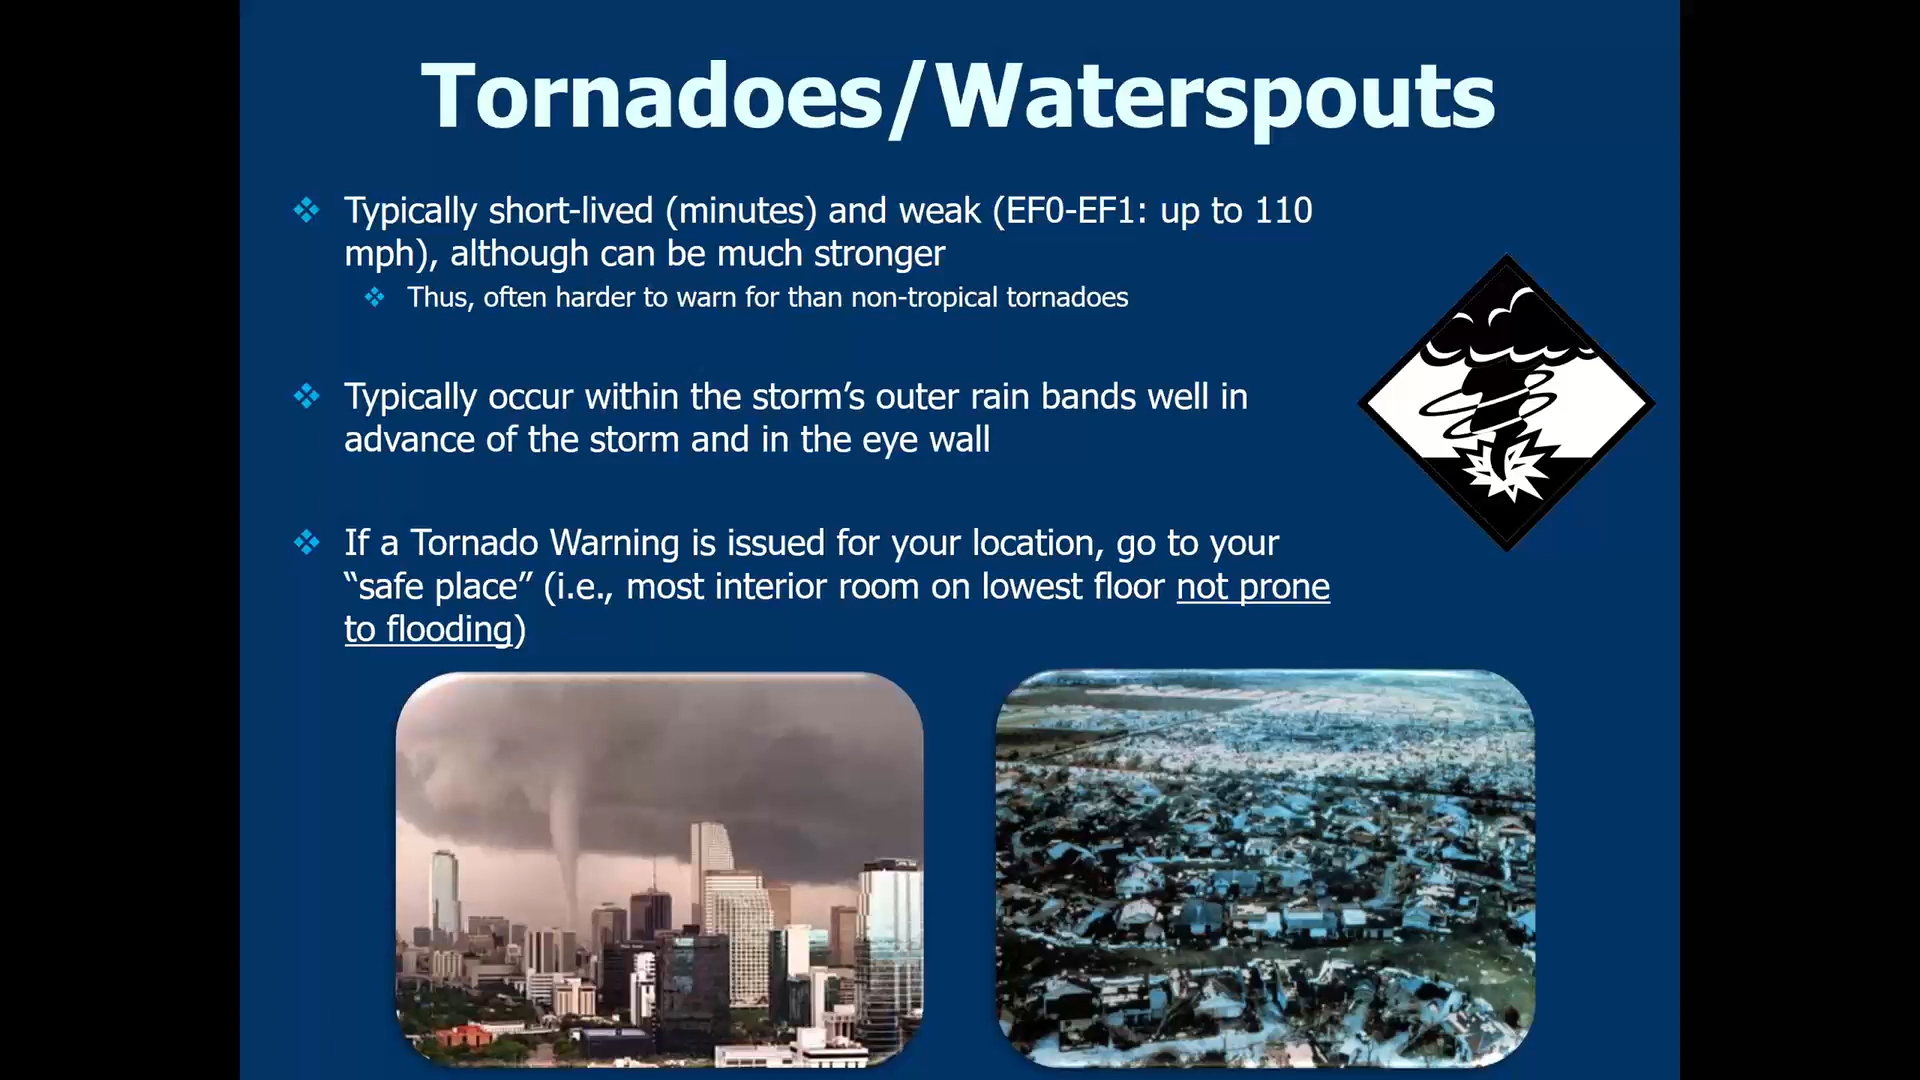 Tornadoes/Waterspouts
Typically short-lived (minutes) and weak (EF0-EF1: up to 110
mph), although can be much stronger
Thus, often harder to warn for than non-tropical tornadoes
Typically occur within the storm’s outer rain bands well in
advance of the storm and in the eye wall
If a Tornado Warning is issued for your location, go to your
“safe place” (i.e., most interior room on lowest floor not prone
to flooding)